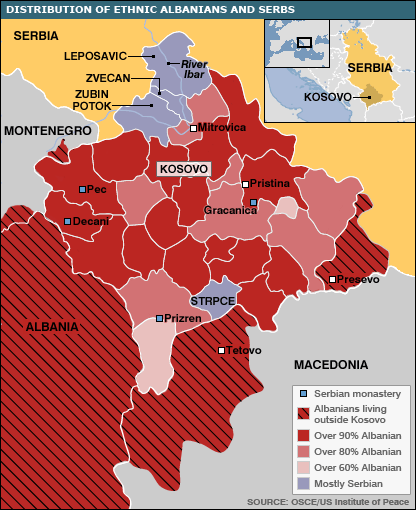 DISTRIBUTION OF ETHNIC ALBANIANS AND SERBS
SERBIA
LEPOSAVIC
River
Ibar
ZVECAN
ZUBIN
POTOK
SERBIA
KOSOVO
MONTENEGRO
Mitrovica
KOSOVO
Pec
Pristina
Gracanica
Decani
Presevo
STRPCE
Prizren
ALBANIA
Tetovo
MACEDONIA
Serbian monastery
Albanians living
outside Kosovo
Over 90% Albanian
Over 80% Albanian
Over 60% Albanian
Mostly Serbian
SOURCE: OSCE/US Institute of Peace